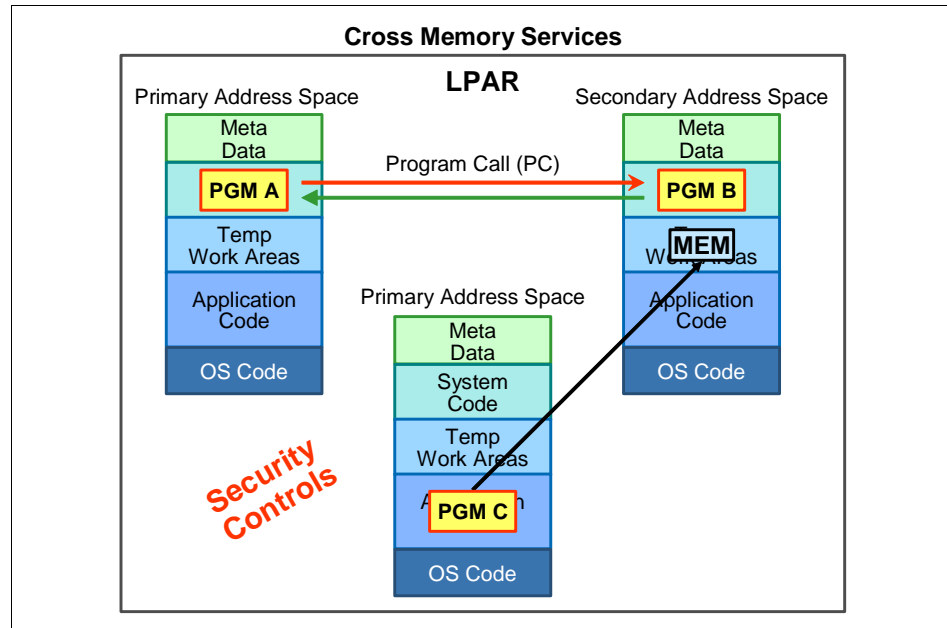 Cross Memory Services
LPAR
Primary Address Space
Meta
Data
PGM A
Temp
Work Areas
Application
Code
OS Code
Program Call (PC)
Secondary Address Space
Meta
Data
PGM B
MEM
Work Areas
Application
Code
OS Code
Primary Address Space
Meta
Data
System
Code
Temp
Work Areas
PGM C
OS Code
Security
Controls